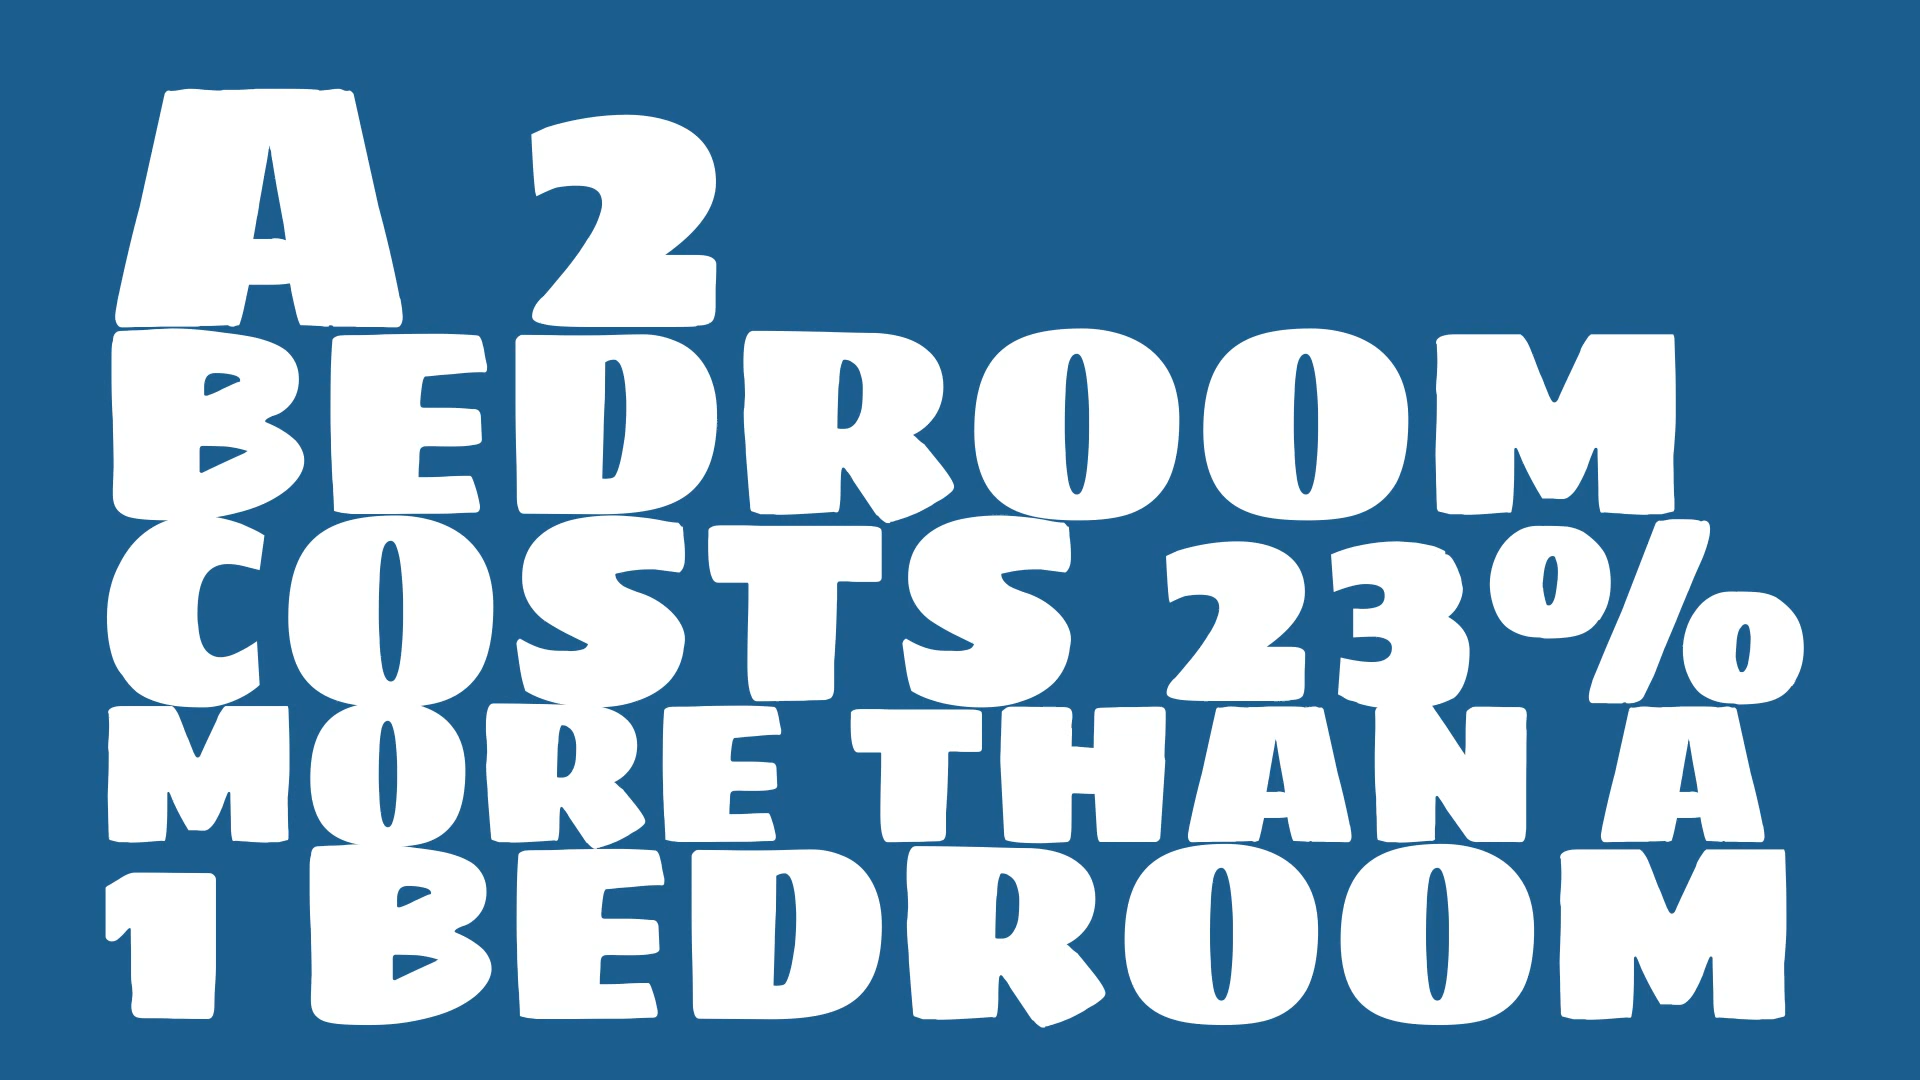 A 2
BEDROOM
COSTS 23%
MORE THAN A
1 BEDROOM